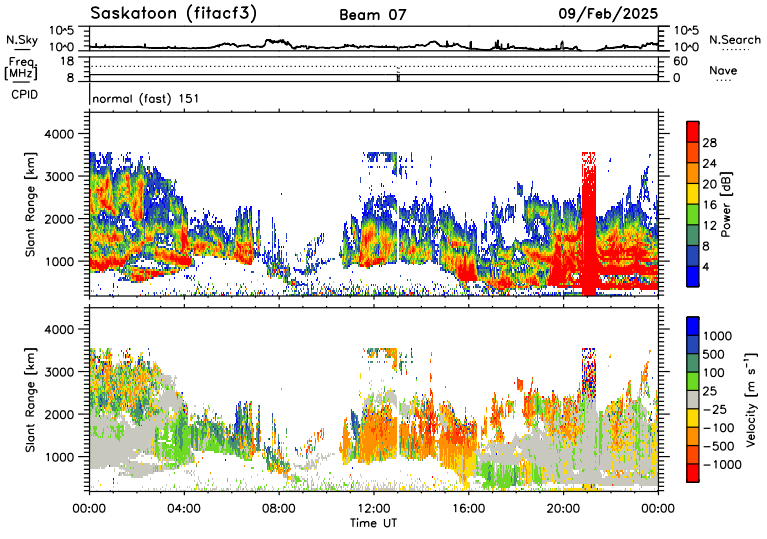 Saskatoon (fitacf3) Beam 07 09/Feb/2025
N.Sky 10^5 10^0 10^5 10^0 N.Search
Freq. [MHz] 18 8 60 0 Nave
CPID normal (fast) 151
Slant Range [km] 4000 3000 2000 1000
28 24 20 16 12 8 4 Power [dB]
Slant Range [km] 4000 3000 2000 1000
1000 500 100 25 −25 −100 −500 −1000 Velocity [m s⁻¹]
00:00 04:00 08:00 12:00 16:00 20:00 00:00
Time UT